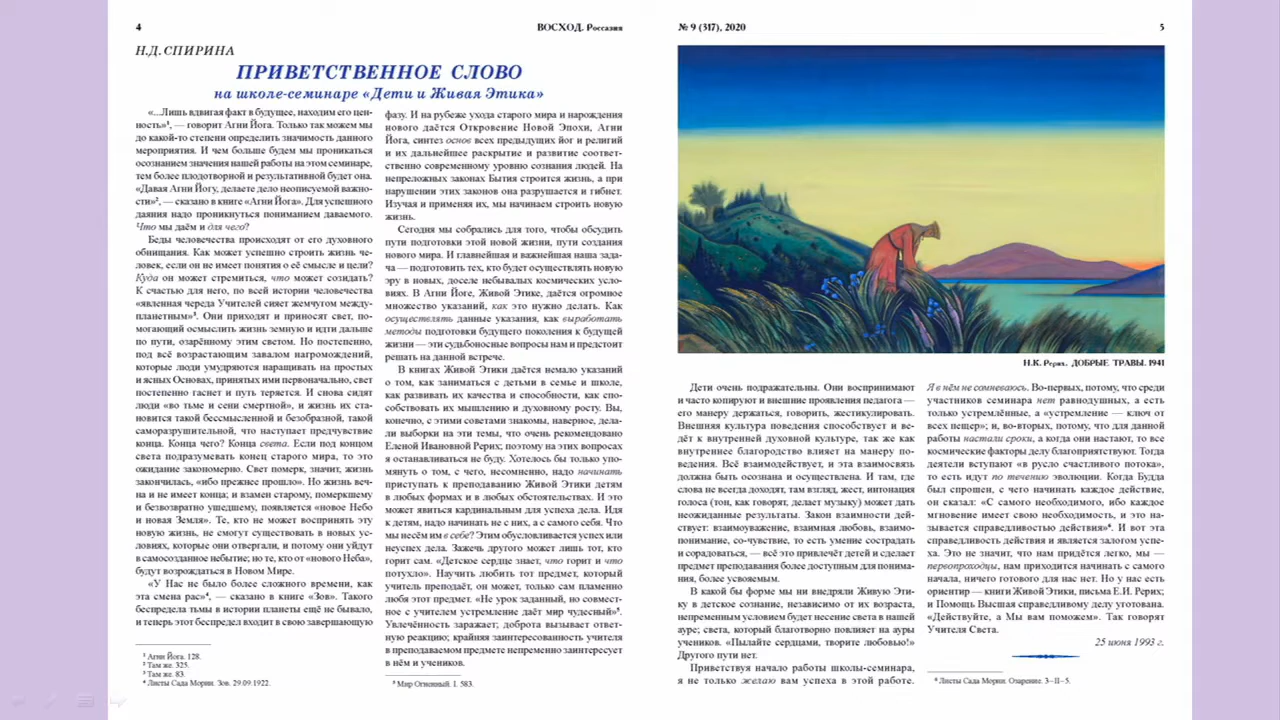 4
ВОСХОД. Россазия
Н.Д. СПИРИНА
ПРИВЕТСТВЕННОЕ СЛОВО
на школе-семинаре «Дети и Живая Этика»
«...Лишь вдвигая факт в будущее, находим его цен-
ность»¹, — говорит Агни Йога. Только так можем мы
до какой-то степени определить значимость данного
мероприятия. И чем больше будем мы проникаться
осознанием значения нашей работы на этом семинаре,
тем более плодотворной и результативной будет она.
«Давая Агни Йогу, делаете дело неописуемой важно-
сти»², — сказано в книге «Агни Йога». Для успешного
даяния надо проникнуться пониманием даваемого.
Что мы даём и для чего?
Беды человечества происходят от его духовного
обнищания. Как может успешно строить жизнь че-
ловек, если он не имеет понятия о её смысле и цели?
Куда он может стремиться, что может созидать?
К счастью для него, по всей истории человечества
«явленная череда Учителей сияет жемчугом между-
планетным»³. Они приходят и приносят свет, по-
могающий осмыслить жизнь земную и идти дальше
по пути, озарённому этим светом. Но постепенно,
под всё возрастающим завалом нагромождений,
которые люди умудряются наращивать на простых
и ясных Основах, принятых ими первоначально, свет
постепенно гаснет и путь теряется. И снова сидят
люди «во тьме и сени смертной», и жизнь их ста-
новится такой бессмысленной и безобразной, такой
саморазрушительной, что наступает предчувствие
конца. Конца чего? Конца света. Если под концом
света подразумевать конец старого мира, то это
ожидание закономерно. Свет померк, значит, жизнь
закончилась, «ибо прежнее прошло». Но жизнь веч-
на и не имеет конца; и взамен старому, померкшему
и безвозвратно ушедшему, появляется «новое Небо
и новая Земля». Те, кто не может воспринять эту
новую жизнь, не смогут существовать в новых ус-
ловиях, которые они отвергали, и потому они уйдут
в самосозданное небытие; но те, кто от «нового Неба»,
будут возрождаться в Новом Мире.
«У Нас не было более сложного времени, как
эта смена рас»⁴, — сказано в книге «Зов». Такого
беспредела тьмы в истории планеты ещё не бывало,
и теперь этот беспредел входит в свою завершающую
¹ Агни Йога. 128.
² Там же. 325.
³ Там же. 83.
⁴ Листы Сада Мории. Зов. 29.09.1922.
фазу. И на рубеже ухода старого мира и нарождения
нового даётся Откровение Новой Эпохи, Агни
Йога, синтез основ всех предыдущих йог и религий
и их дальнейшее раскрытие и развитие соответ-
ственно современному уровню сознания людей. На
непреложных законах Бытия строится жизнь, а при
нарушении этих законов она разрушается и гибнет.
Изучая и применяя их, мы начинаем строить новую
жизнь.
Сегодня мы собрались для того, чтобы обсудить
пути подготовки этой новой жизни, пути создания
нового мира. И главнейшая и важнейшая наша зада-
ча — подготовить тех, кто будет осуществлять новую
эру в новых, доселе небывалых космических усло-
виях. В Агни Йоге, Живой Этике, даётся огромное
множество указаний, как это нужно делать. Как
осуществлять данные указания, как выработать
методы подготовки будущего поколения к будущей
жизни — эти судьбоносные вопросы нам и предстоит
решать на данной встрече.
В книгах Живой Этики даётся немало указаний
о том, как заниматься с детьми в семье и школе,
как развивать их качества и способности, как спо-
собствовать их мышлению и духовному росту. Вы,
конечно, с этими советами знакомы, наверное, дела-
ли выборки на эти темы, что очень рекомендовано
Еленой Ивановной Рерих; поэтому на этих вопросах
я останавливаться не буду. Хотелось бы только упо-
мянуть о том, с чего, несомненно, надо начинать
приступать к преподаванию Живой Этики детям
в любых формах и в любых обстоятельствах. И это
может явиться кардинальным для успеха дела. Идя
к детям, надо начинать не с них, а с самого себя. Что
мы несём им в себе? Этим обусловливается успех или
неуспех дела. Зажечь другого может лишь тот, кто
горит сам. «Детское сердце знает, что горит и что
потухло». Научить любить тот предмет, который
учитель преподаёт, он может, только сам пламенно
любя этот предмет. «Не урок заданный, но совмест-
ное с учителем устремление даёт мир чудесный»⁵.
Увлечённость заражает; доброта вызывает ответ-
ную реакцию; крайняя заинтересованность учителя
в преподаваемом предмете непременно заинтересует
в нём и учеников.
⁵ Мир Огненный. I. 583.
№ 9 (317), 2020
5
Н.К. Рерих. ДОБРЫЕ ТРАВЫ. 1941
Дети очень подражательны. Они воспринимают
и часто копируют и внешние проявления педагога —
его манеру держаться, говорить, жестикулировать.
Внешняя культура поведения способствует и ве-
дёт к внутренней духовной культуре, так же как
внутреннее благородство влияет на манеру по-
ведения. Всё взаимодействует, и эта взаимосвязь
должна быть осознана и осуществлена. И там, где
слова не всегда доходят, там взгляд, жест, интонация
голоса (тон, как говорят, делает музыку) может дать
неожиданные результаты. Закон взаимности дей-
ствует: взаимоуважение, взаимная любовь, взаимо-
понимание, со-чувствие, то есть умение сострадать
и сорадоваться, — всё это привлечёт детей и сделает
предмет преподавания более доступным для понима-
ния, более усвояемым.
В какой бы форме мы ни внедряли Живую Эти-
ку в детское сознание, независимо от их возраста,
непременным условием будет несение света в нашей
ауре; света, который благотворно повлияет на ауры
учеников. «Пылайте сердцами, творите любовью!»
Другого пути нет.
Приветствуя начало работы школы-семинара,
я не только желаю вам успеха в этой работе.
Я в нём не сомневаюсь. Во-первых, потому, что среди
участников семинара нет равнодушных, а есть
только устремлённые, а «устремление — ключ от
всех пещер»; и, во-вторых, потому, что для данной
работы настали сроки, а когда они настают, то все
космические факторы делу благоприятствуют. Тогда
деятели вступают «в русло счастливого потока»,
то есть идут по течению эволюции. Когда Будда
был спрошен, с чего начинать каждое действие,
он сказал: «С самого необходимого, ибо каждое
мгновение имеет свою необходимость, и это на-
зывается справедливостью действия»⁶. И вот эта
справедливость действия и является залогом успе-
ха. Это не значит, что нам придётся легко, мы —
первопроходцы, нам приходится начинать с самого
начала, ничего готового для нас нет. Но у нас есть
ориентир — книги Живой Этики, письма Е.И. Рерих;
и Помощь Высшая справедливому делу уготована.
«Действуйте, а Мы вам поможем». Так говорят
Учителя Света.
25 июня 1993 г.
⁶ Листы Сада Мории. Озарение. 3–II–5.